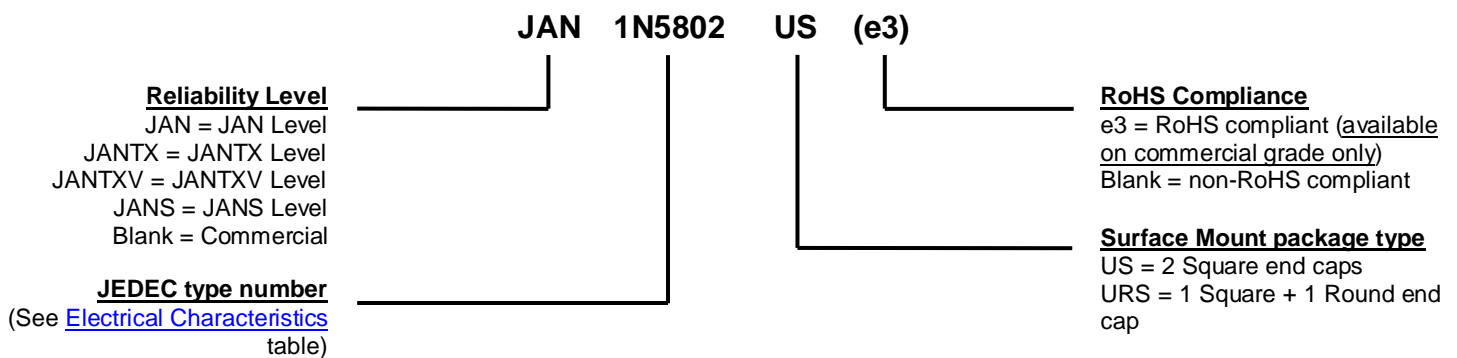 JAN 1N5802 US (e3)
Reliability Level
JAN = JAN Level
JANTX = JANTX Level
JANTXV = JANTXV Level
JANS = JANS Level
Blank = Commercial
JEDEC type number
(See Electrical Characteristics
table)
RoHS Compliance
e3 = RoHS compliant (available
on commercial grade only)
Blank = non-RoHS compliant
Surface Mount package type
US = 2 Square end caps
URS = 1 Square + 1 Round end
cap